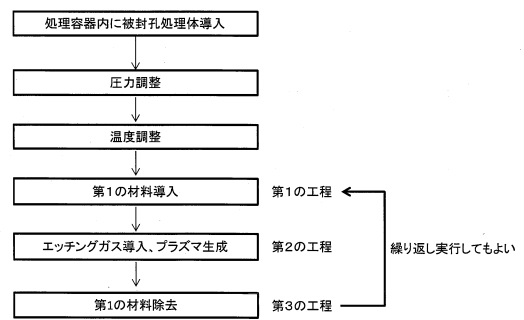 処理容器内に被封孔処理体導入
圧力調整
温度調整
第1の材料導入
第1の工程
エッチングガス導入、プラズマ生成
第2の工程
繰り返し実行してもよい
第1の材料除去
第3の工程